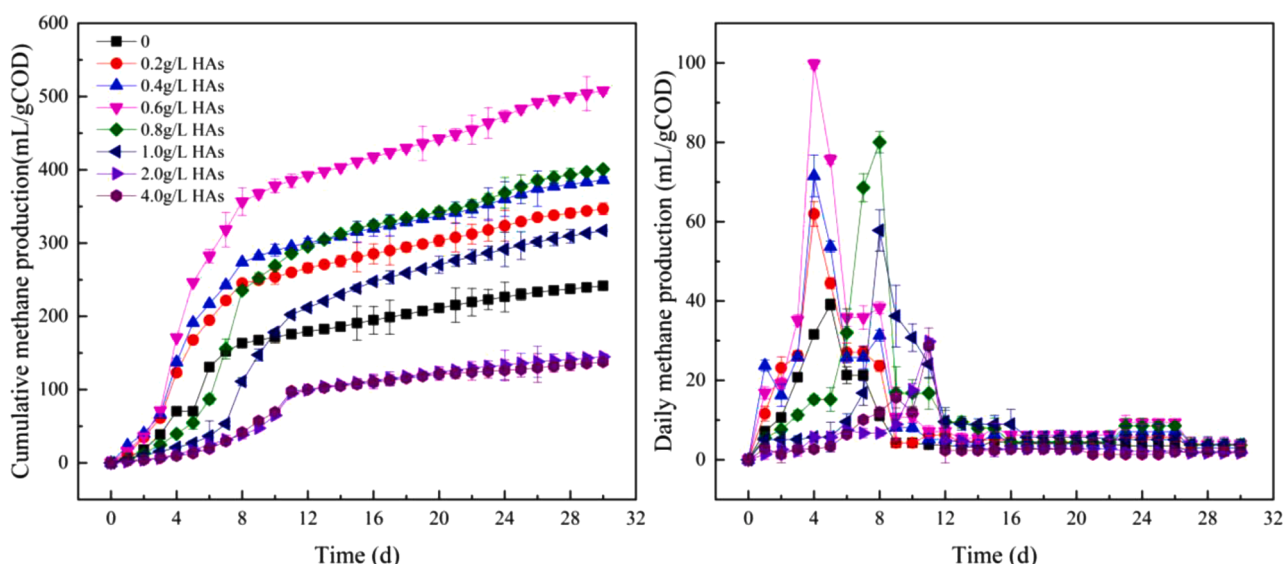 Cumulative methane production(mL/gCOD)
600
500
400
300
200
100
0
0
0.2g/L HAs
0.4g/L HAs
0.6g/L HAs
0.8g/L HAs
1.0g/L HAs
2.0g/L HAs
4.0g/L HAs
0 4 8 12 16 20 24 28 32
Time (d)
Daily methane production (mL/gCOD)
100
80
60
40
20
0
0 4 8 12 16 20 24 28 32
Time (d)